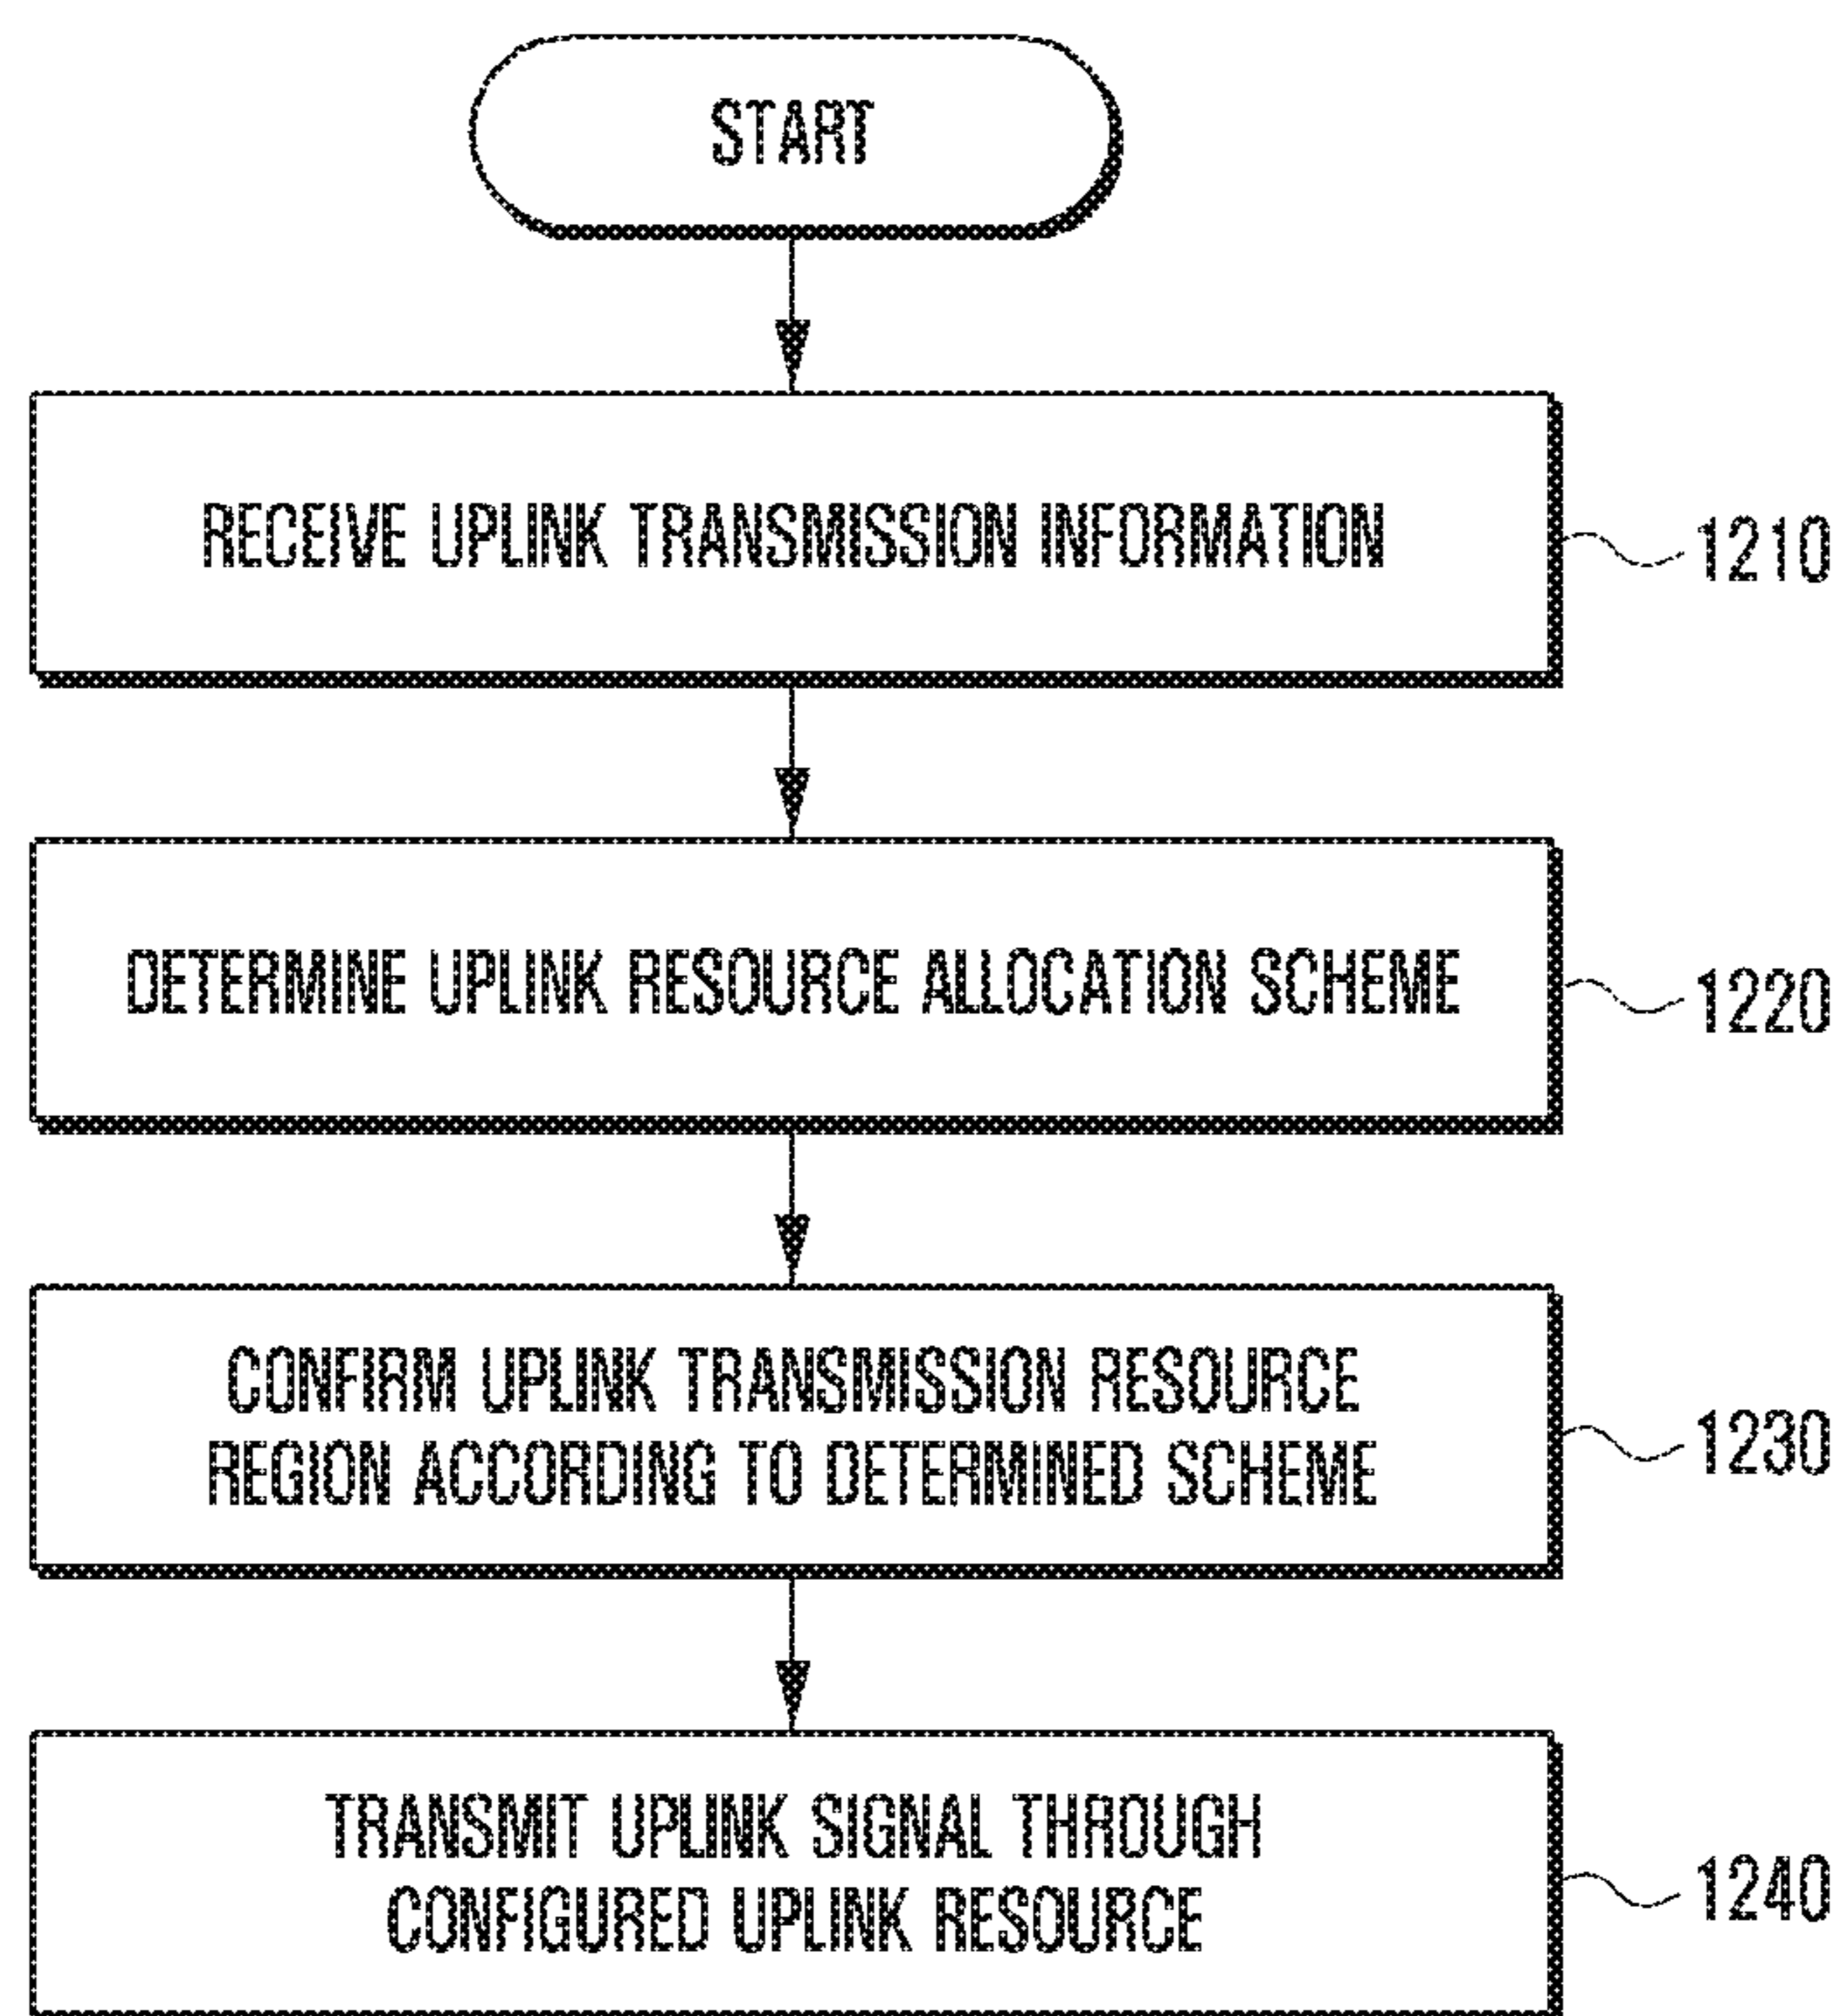 START
RECEIVE UPLINK TRANSMISSION INFORMATION
1210
DETERMINE UPLINK RESOURCE ALLOCATION SCHEME
1220
CONFIRM UPLINK TRANSMISSION RESOURCE
REGION ACCORDING TO DETERMINED SCHEME
1230
TRANSMIT UPLINK SIGNAL THROUGH
CONFIGURED UPLINK RESOURCE
1240